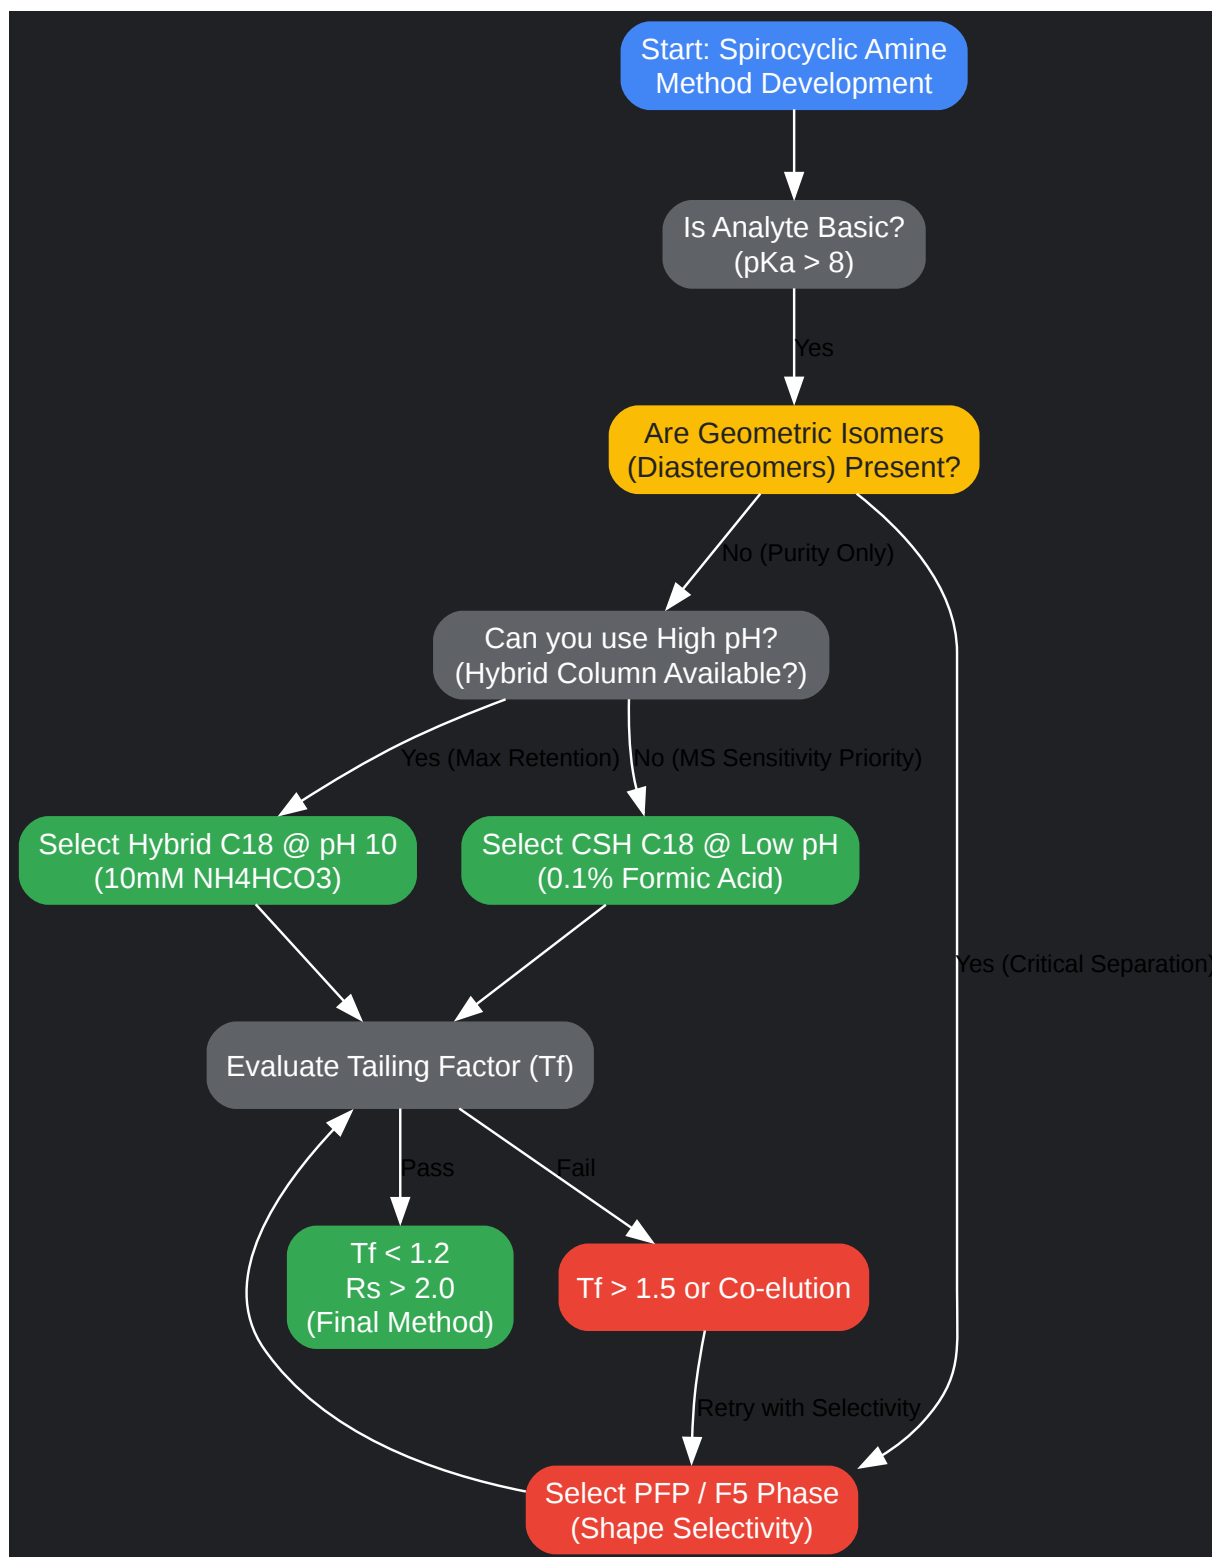 Start: Spirocyclic Amine
Method Development
Is Analyte Basic?
(pKa > 8)
Yes
Are Geometric Isomers
(Diastereomers) Present?
No (Purity Only)
Can you use High pH?
(Hybrid Column Available?)
Yes (Max Retention)
No (MS Sensitivity Priority)
Select Hybrid C18 @ pH 10
(10mM NH4HCO3)
Select CSH C18 @ Low pH
(0.1% Formic Acid)
Yes (Critical Separation)
Evaluate Tailing Factor (Tf)
Pass
Fail
Tf < 1.2
Rs > 2.0
(Final Method)
Tf > 1.5 or Co-elution
Retry with Selectivity
Select PFP / F5 Phase
(Shape Selectivity)